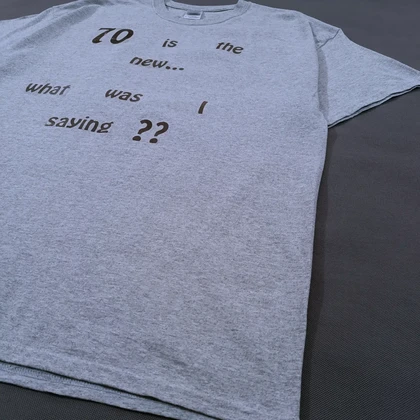 70 is the
new...
what was I
saying ??